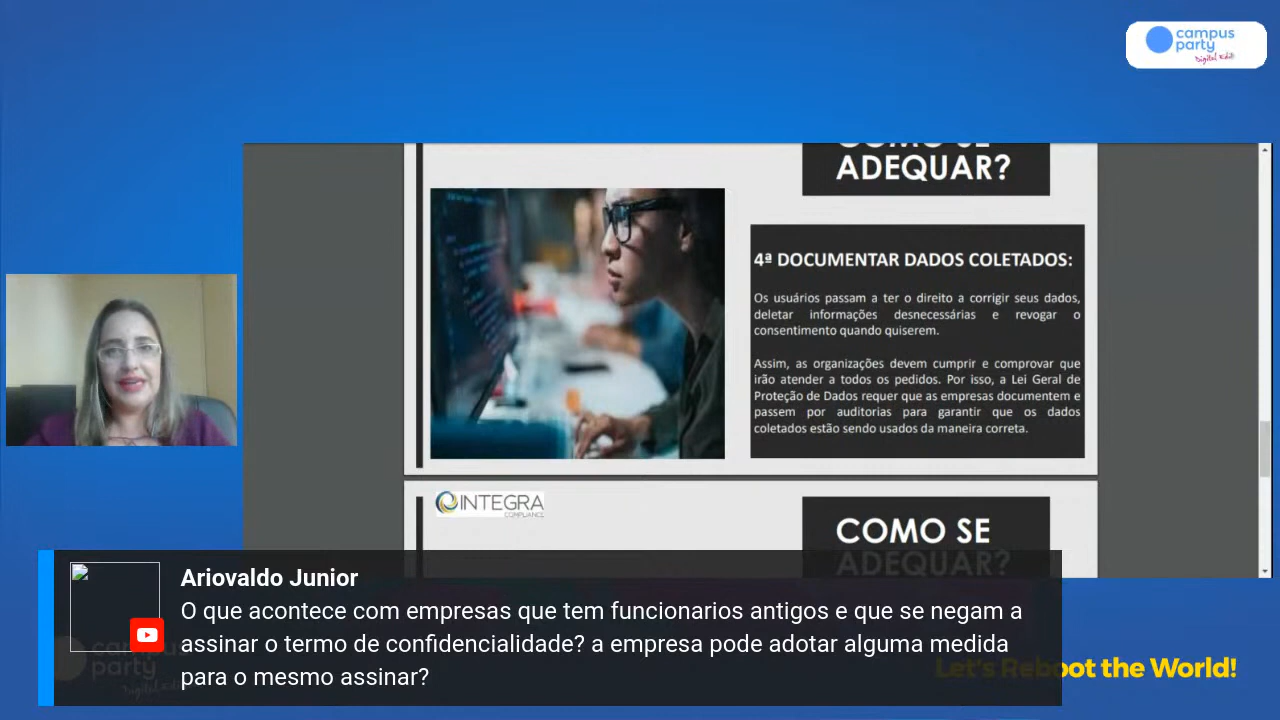 campus
party
COMO SE
ADEQUAR?
4ª DOCUMENTAR DADOS COLETADOS:
Os usuários passam a ter o direito a corrigir seus dados,
deletar informações desnecessárias e revogar o
consentimento quando quiserem.
Assim, as organizações devem cumprir e comprovar que
irão atender a todos os pedidos. Por isso, a Lei Geral de
Proteção de Dados requer que as empresas documentem e
passem por auditorias para garantir que os dados
coletados estão sendo usados da maneira correta.
INTEGRA
COMPLIANCE
COMO SE
ADEQUAR?
Ariovaldo Junior
O que acontece com empresas que tem funcionarios antigos e que se negam a
assinar o termo de confidencialidade? a empresa pode adotar alguma medida
para o mesmo assinar?
campus
party
Let's Reboot the World!